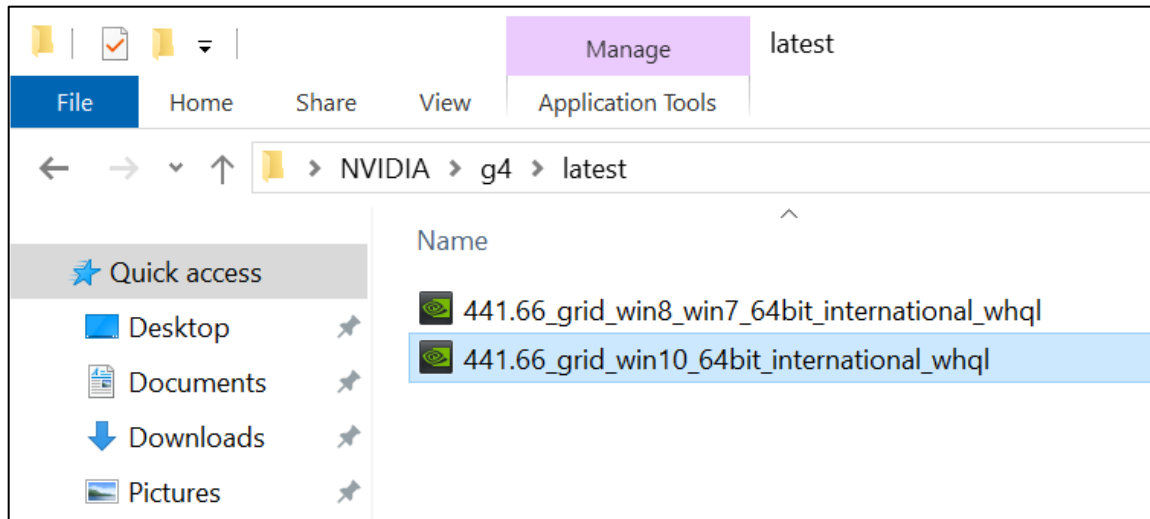 Manage latest
File Home Share View Application Tools
NVIDIA > g4 > latest
Name
Quick access
441.66_grid_win8_win7_64bit_international_whql
Desktop
441.66_grid_win10_64bit_international_whql
Documents
Downloads
Pictures